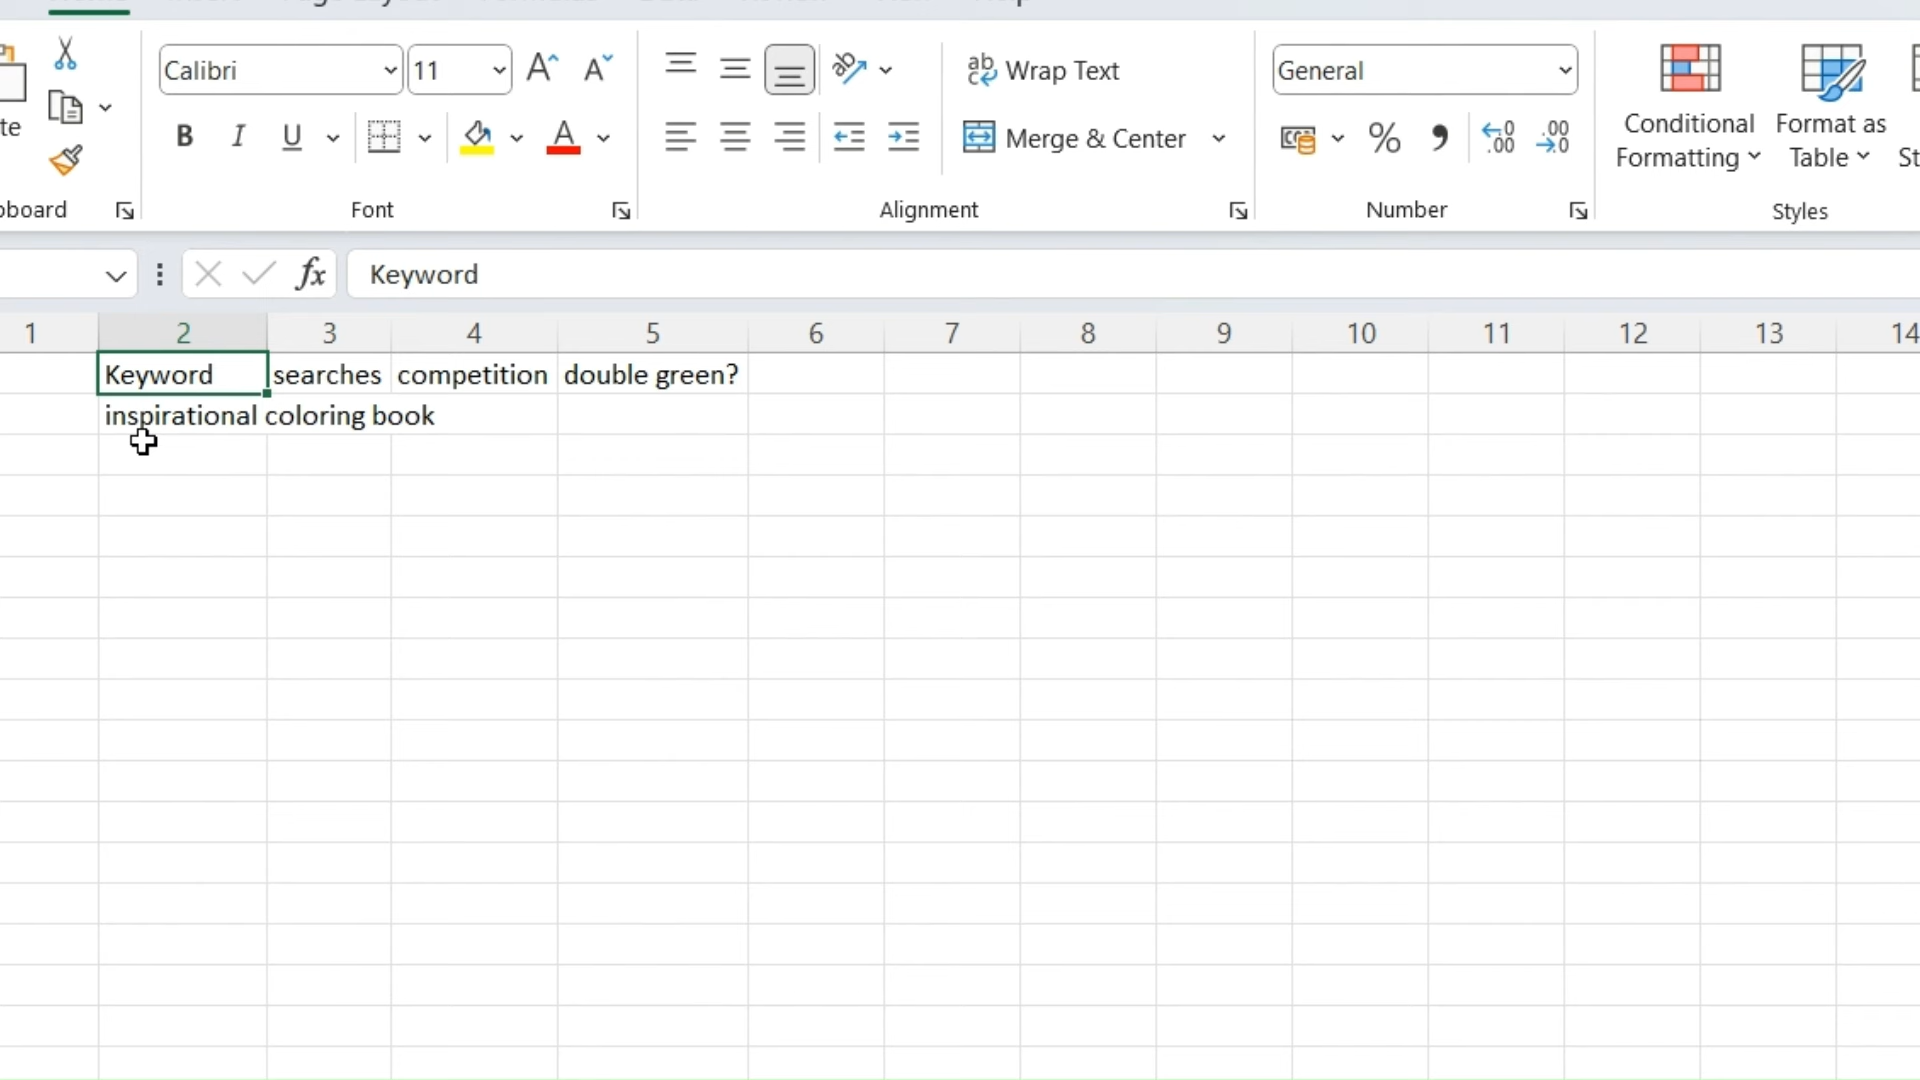 Calibri
11
Wrap Text
General
B I U
Merge & Center
Conditional
Formatting
Format as
Table
Font
Alignment
Number
Styles
fx
Keyword
1 2 3 4 5 6 7 8 9 10 11 12 13 14
Keyword searches competition double green?
inspirational coloring book